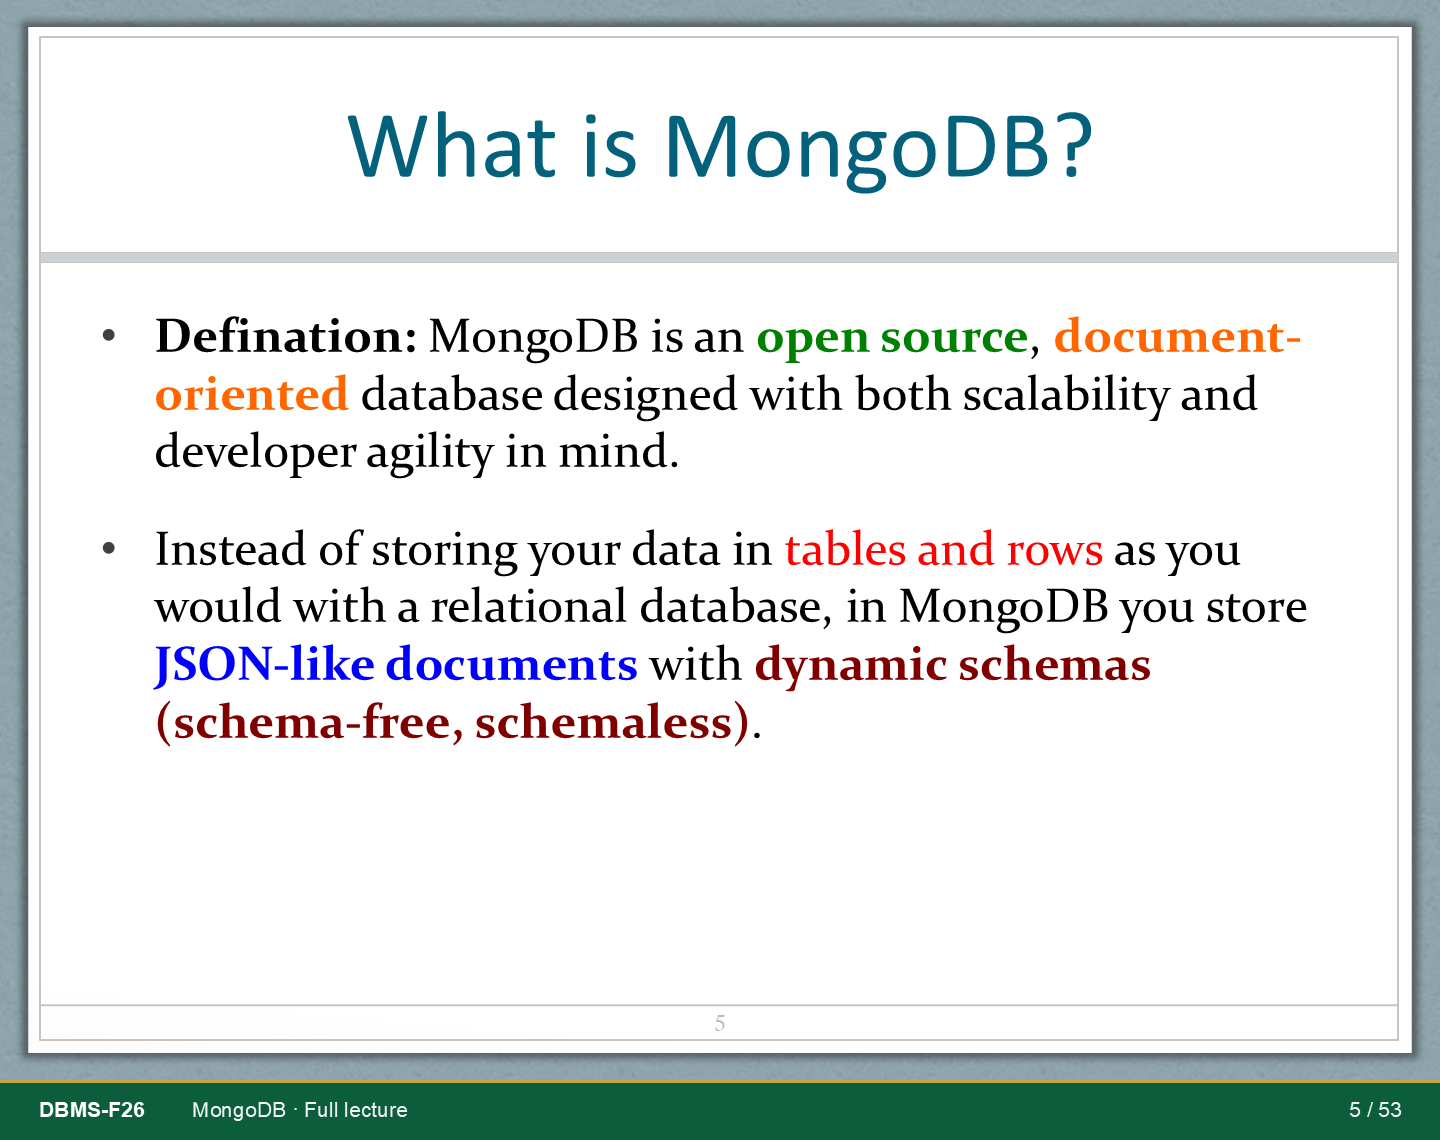 What is MongoDB?
• Defination: MongoDB is an open source, document-
oriented database designed with both scalability and
developer agility in mind.
• Instead of storing your data in tables and rows as you
would with a relational database, in MongoDB you store
JSON-like documents with dynamic schemas
(schema-free, schemaless).
5
DBMS-F26 MongoDB · Full lecture 5 / 53